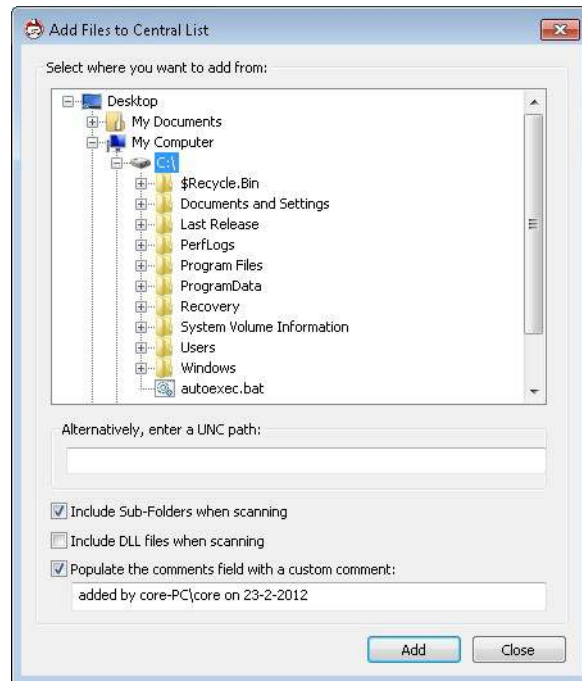 Add Files to Central List
Select where you want to add from:
Desktop
My Documents
My Computer
C:\
$Recycle.Bin
Documents and Settings
Last Release
PerfLogs
Program Files
ProgramData
Recovery
System Volume Information
Users
Windows
autoexec.bat
Alternatively, enter a UNC path:
Include Sub-Folders when scanning
Include DLL files when scanning
Populate the comments field with a custom comment:
added by core-PC\core on 23-2-2012
Add Close